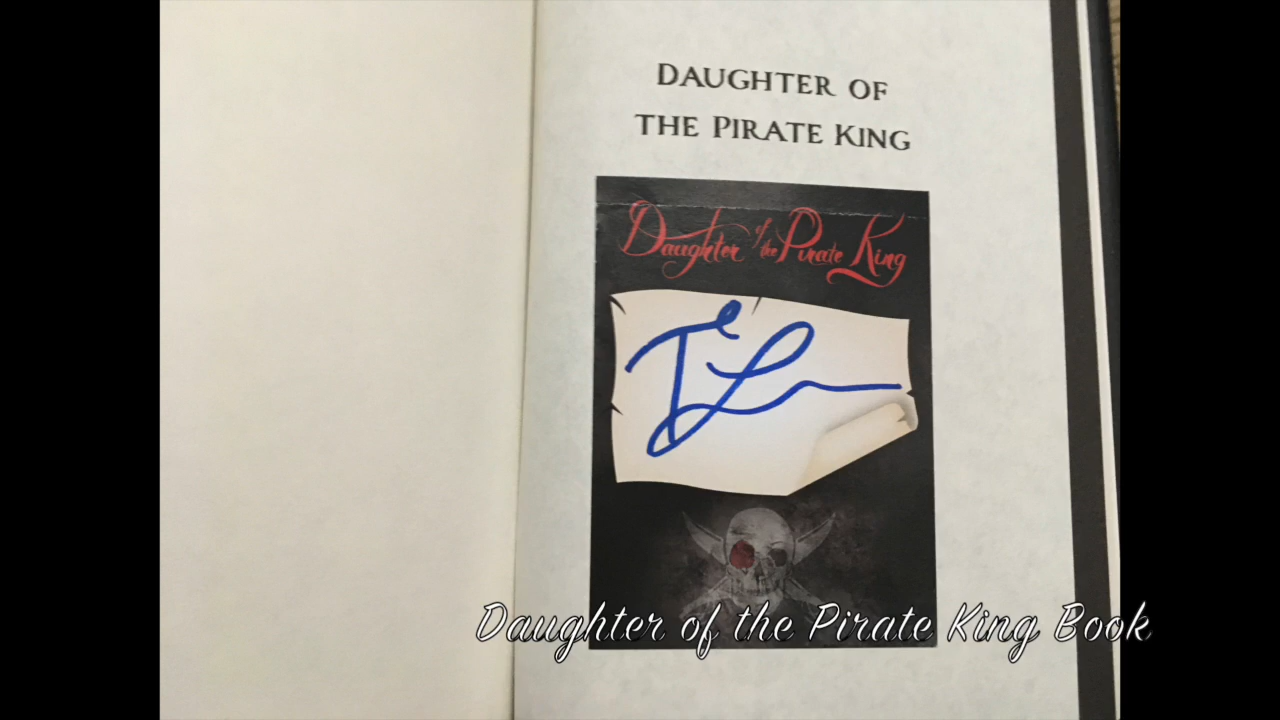 DAUGHTER OF
THE PIRATE KING
Daughter of the Pirate King
Daughter of the Pirate King Book